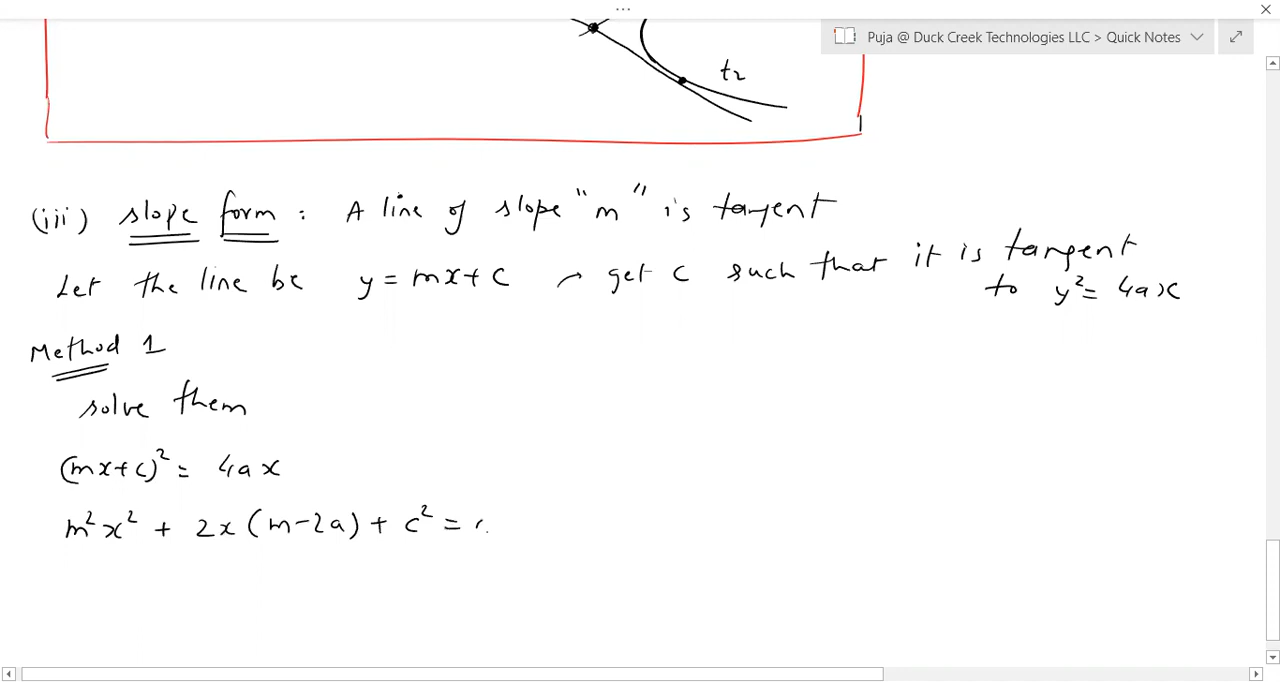 ...
Puja @ Duck Creek Technologies LLC > Quick Notes
t₂
(iii) slope form : A line of slope "m" is tangent
Let the line be y = mx + c → get c such that it is tangent
to y² = 4ax
Method 1
solve them
(mx+c)² = 4ax
m²x² + 2x(m-2a) + c² =